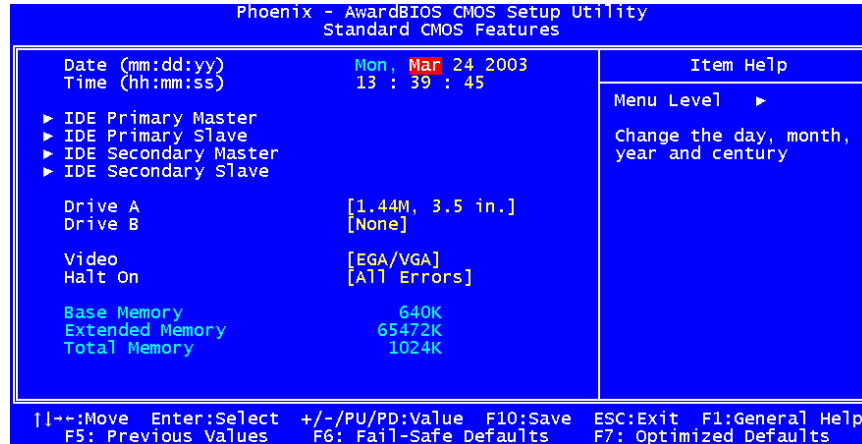 Phoenix - AwardBIOS CMOS Setup Utility
Standard CMOS Features
Date (mm:dd:yy) Mon, Mar 24 2003
Time (hh:mm:ss) 13 : 39 : 45
► IDE Primary Master
► IDE Primary Slave
► IDE Secondary Master
► IDE Secondary Slave
Drive A [1.44M, 3.5 in.]
Drive B [None]
Video [EGA/VGA]
Halt On [All Errors]
Base Memory 640K
Extended Memory 65472K
Total Memory 1024K
Item Help
Menu Level ►
Change the day, month,
year and century
↑↓→←:Move Enter:Select +/-/PU/PD:Value F10:Save ESC:Exit F1:General Help
F5: Previous Values F6: Fail-Safe Defaults F7: Optimized Defaults